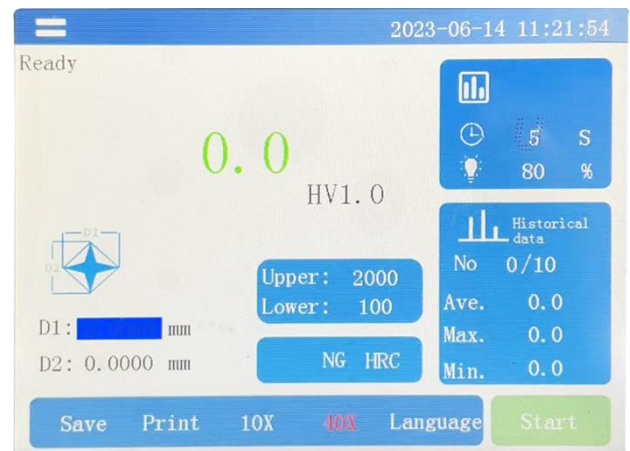 2023-06-14 11:21:54
Ready
5 S
80 %
0.0
HV1.0
D1
D2
Historical
data
No 0/10
Ave. 0.0
Max. 0.0
Min. 0.0
Upper: 2000
Lower: 100
D1: mm
D2: 0.0000 mm
NG HRC
Save Print 10X 40X Language Start